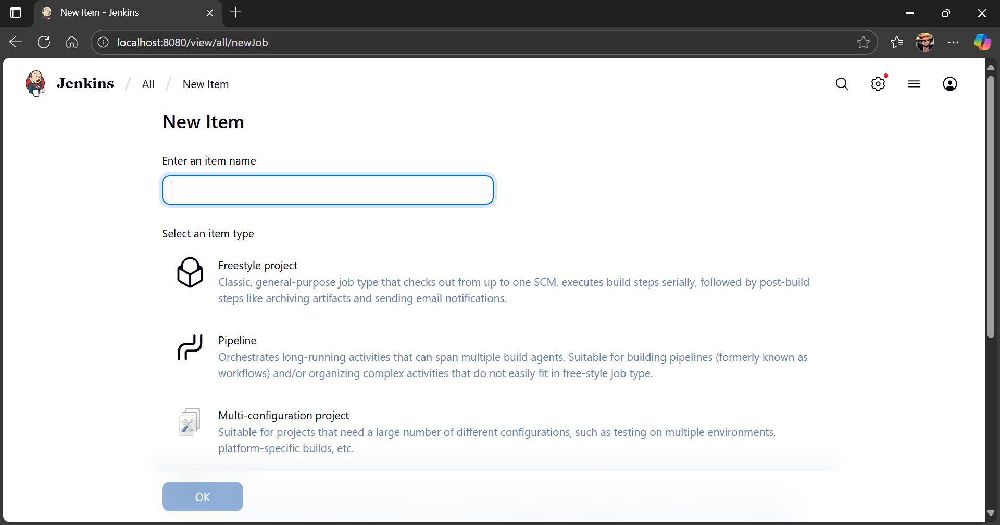 New Item - Jenkins
localhost:8080/view/all/newJob
Jenkins / All / New Item
New Item
Enter an item name
Select an item type
Freestyle project
Classic, general-purpose job type that checks out from up to one SCM, executes build steps serially, followed by post-build
steps like archiving artifacts and sending email notifications.
Pipeline
Orchestrates long-running activities that can span multiple build agents. Suitable for building pipelines (formerly known as
workflows) and/or organizing complex activities that do not easily fit in free-style job type.
Multi-configuration project
Suitable for projects that need a large number of different configurations, such as testing on multiple environments,
platform-specific builds, etc.
OK